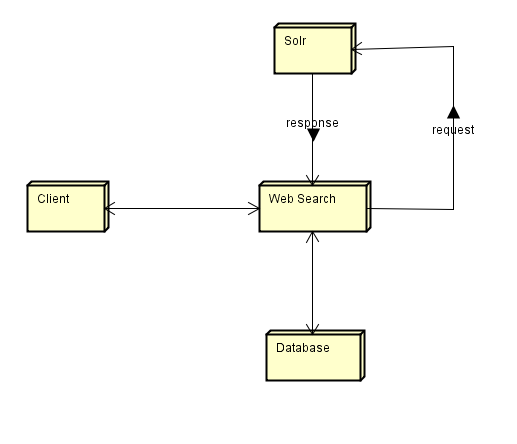 Solr
response
request
Client
Web Search
Database